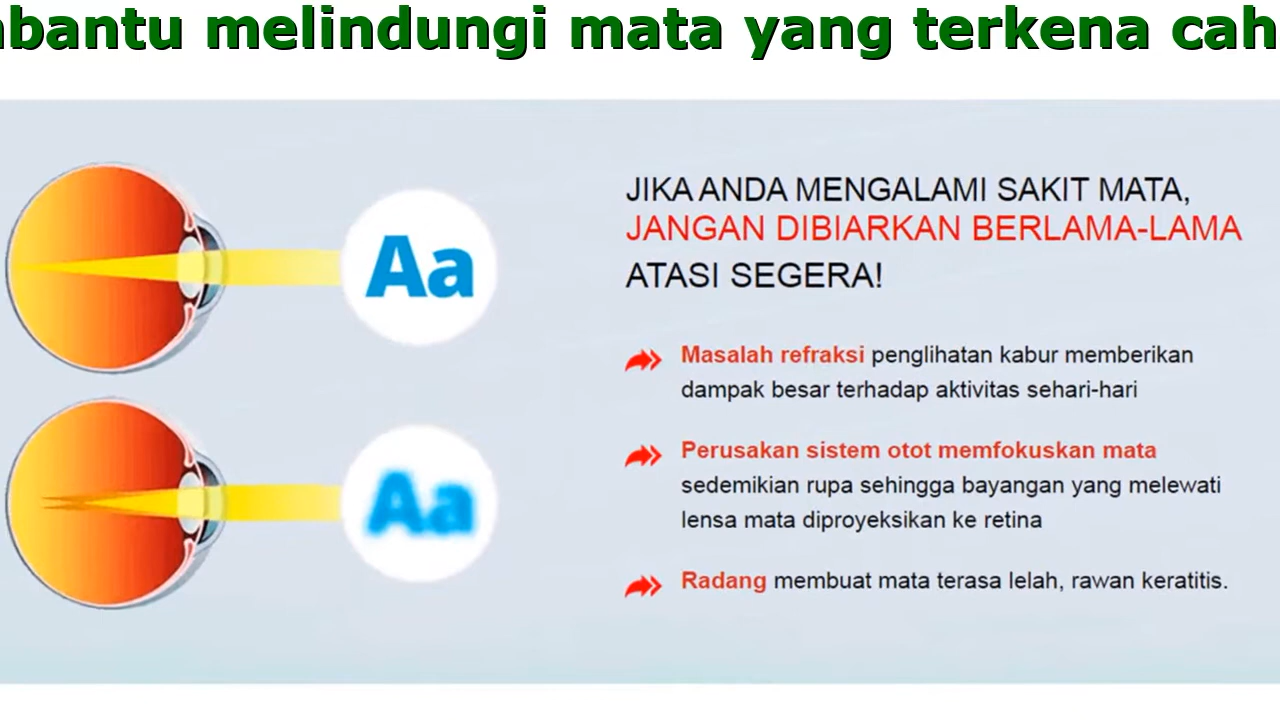 melindungi mata yang terkena
JIKA ANDA MENGALAMI SAKIT MATA,
JANGAN DIBIARKAN BERLAMA-LAMA
ATASI SEGERA!
Aa
Masalah refraksi penglihatan kabur memberikan
dampak besar terhadap aktivitas sehari-hari
Perusakan sistem otot memfokuskan mata
sedemikian rupa sehingga bayangan yang melewati
lensa mata diproyeksikan ke retina
Aa
Radang membuat mata terasa lelah, rawan keratitis.